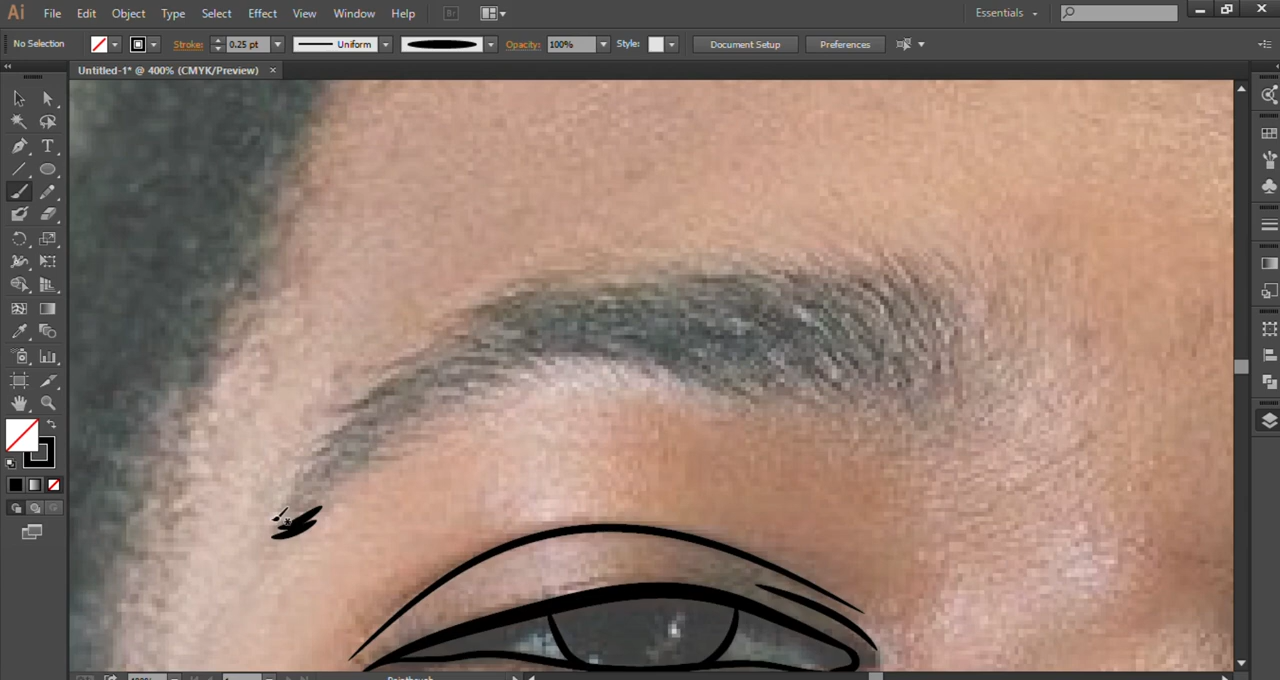 Ai File Edit Object Type Select Effect View Window Help Br Essentials
No Selection Stroke: 0.25 pt Uniform Opacity: 100% Style: Document Setup Preferences
Untitled-1* @ 400% (CMYK/Preview) ×
T
Paintbrush